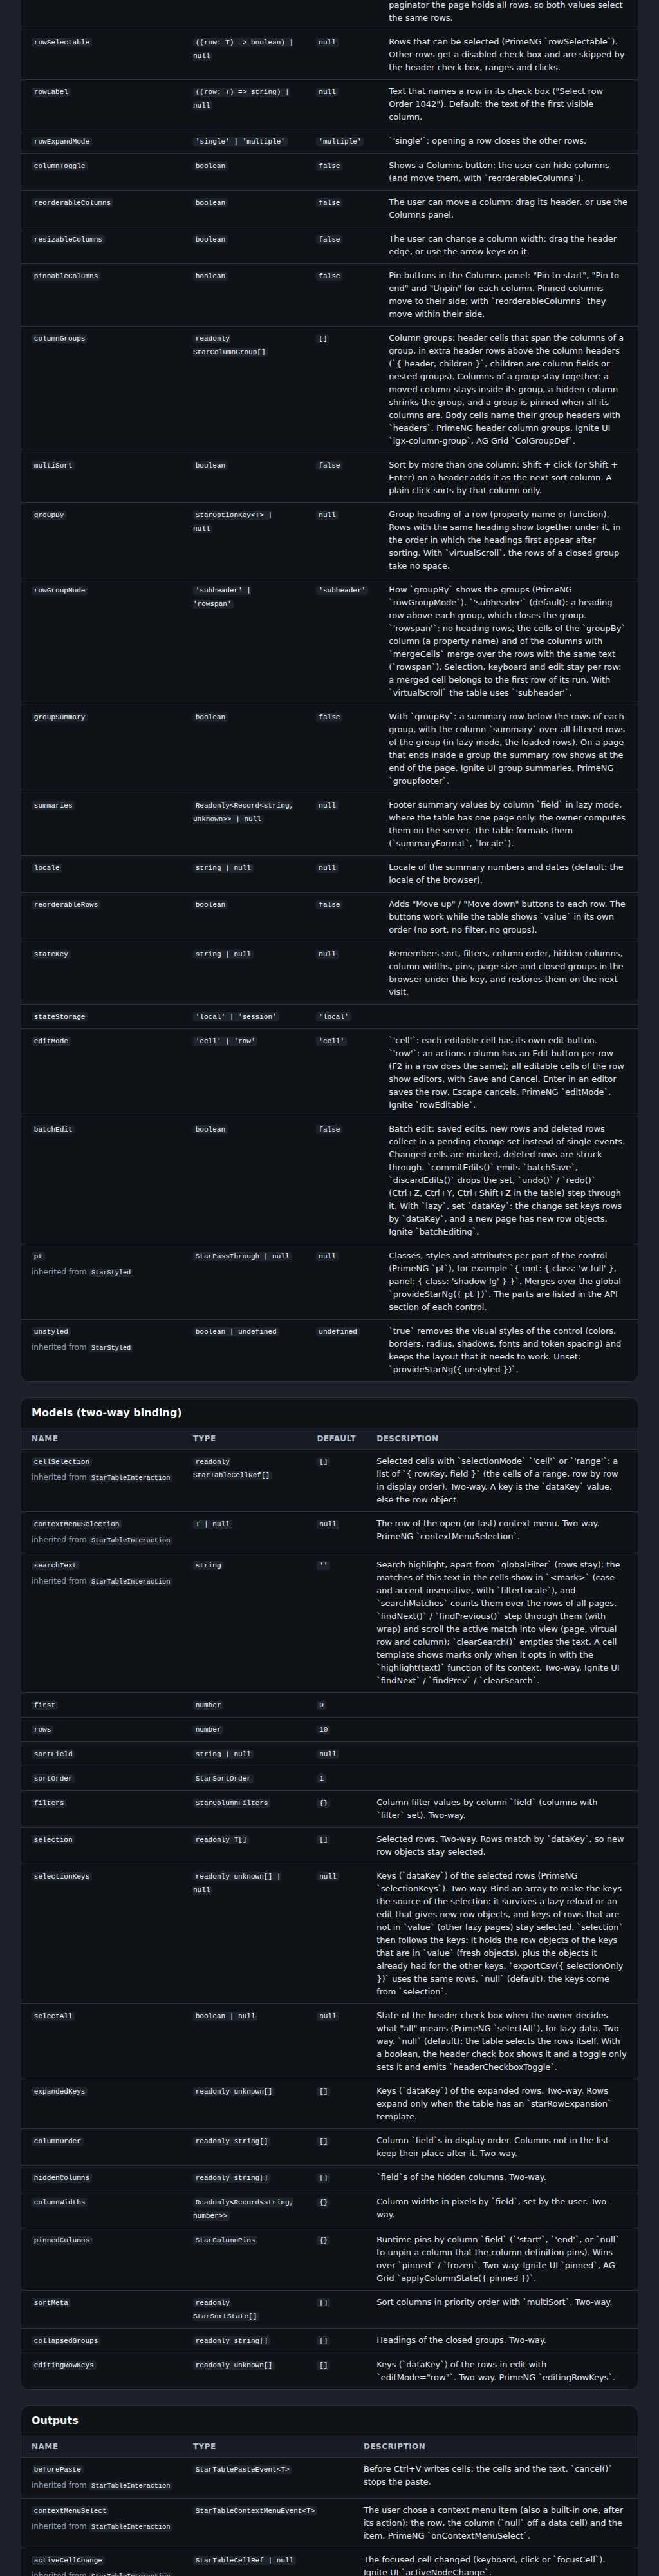 paginator the page holds all rows, so both values select
the same rows.
rowSelectable ((row: T) => boolean) | null Rows that can be selected (PrimeNG `rowSelectable`).
null Other rows get a disabled check box and are skipped by
the header check box, ranges and clicks.
rowLabel ((row: T) => string) | null Text that names a row in its check box ("Select row
null Order 1042"). Default: the text of the first visible
column.
rowExpandMode 'single' | 'multiple' 'multiple' `'single'`: opening a row closes the other rows.
columnToggle boolean false Shows a Columns button: the user can hide columns
(and move them, with `reorderableColumns`).
reorderableColumns boolean false The user can move a column: drag its header, or use the
Columns panel.
resizableColumns boolean false The user can change a column width: drag the header
edge, or use the arrow keys on it.
pinnableColumns boolean false Pin buttons in the Columns panel: "Pin to start", "Pin to
end" and "Unpin" for each column. Pinned columns
move to their side; with `reorderableColumns` they
move within their side.
columnGroups readonly [] Column groups: header cells that span the columns of a
StarColumnGroup[] group, in extra header rows above the column headers
(`{ header, children }`, children are column fields or
nested groups). Columns of a group stay together: a
moved column stays inside its group, a hidden column
shrinks the group, and a group is pinned when all its
columns are. Body cells name their group headers with
`headers`. PrimeNG header column groups, Ignite UI
`igx-column-group`, AG Grid `ColGroupDef`.
multiSort boolean false Sort by more than one column: Shift + click (or Shift +
Enter) on a header adds it as the next sort column. A
plain click sorts by that column only.
groupBy StarOptionKey<T> | null Group heading of a row (property name or function).
null Rows with the same heading show together under it, in
the order in which the headings first appear after
sorting. With `virtualScroll`, the rows of a closed group
take no space.
rowGroupMode 'subheader' | 'subheader' How `groupBy` shows the groups (PrimeNG
'rowspan' `rowGroupMode`). `'subheader'` (default): a heading
row above each group, which closes the group.
`'rowspan'`: no heading rows; the cells of the `groupBy`
column (a property name) and of the columns with
`mergeCells` merge over the rows with the same text
(`rowspan`). Selection, keyboard and edit stay per row:
a merged cell belongs to the first row of its run. With
`virtualScroll` the table uses `'subheader'`.
groupSummary boolean false With `groupBy`: a summary row below the rows of each
group, with the column `summary` over all filtered rows
of the group (in lazy mode, the loaded rows). On a page
that ends inside a group the summary row shows at the
end of the page. Ignite UI group summaries, PrimeNG
`groupfooter`.
summaries Readonly<Record<string, null Footer summary values by column `field` in lazy mode,
unknown>> | null where the table has one page only: the owner computes
them on the server. The table formats them
(`summaryFormat`, `locale`).
locale string | null null Locale of the summary numbers and dates (default: the
locale of the browser).
reorderableRows boolean false Adds "Move up" / "Move down" buttons to each row. The
buttons work while the table shows `value` in its own
order (no sort, no filter, no groups).
stateKey string | null null Remembers sort, filters, column order, hidden columns,
column widths, pins, page size and closed groups in the
browser under this key, and restores them on the next
visit.
stateStorage 'local' | 'session' 'local'
editMode 'cell' | 'row' 'cell' `'cell'`: each editable cell has its own edit button.
`'row'`: an actions column has an Edit button per row
(F2 in a row does the same); all editable cells of the row
show editors, with Save and Cancel. Enter in an editor
saves the row, Escape cancels. PrimeNG `editMode`,
Ignite `rowEditable`.
batchEdit boolean false Batch edit: saved edits, new rows and deleted rows
collect in a pending change set instead of single events.
Changed cells are marked, deleted rows are struck
through. `commitEdits()` emits `batchSave`,
`discardEdits()` drops the set, `undo()` / `redo()`
(Ctrl+Z, Ctrl+Y, Ctrl+Shift+Z in the table) step through
it. With `lazy`, set `dataKey`: the change set keys rows
by `dataKey`, and a new page has new row objects.
Ignite `batchEditing`.
pt StarPassThrough | null null Classes, styles and attributes per part of the control
inherited from StarStyled (PrimeNG `pt`), for example `{ root: { class: 'w-full' },
panel: { class: 'shadow-lg' } }`. Merges over the global
`provideStarNg({ pt })`. The parts are listed in the API
section of each control.
unstyled boolean | undefined undefined `true` removes the visual styles of the control (colors,
inherited from StarStyled borders, radius, shadows, fonts and token spacing) and
keeps the layout that it needs to work. Unset:
`provideStarNg({ unstyled })`.
Models (two-way binding)
NAME TYPE DEFAULT DESCRIPTION
cellSelection readonly [] Selected cells with `selectionMode` `'cell'` or `'range'`: a
inherited from StarTableInteraction StarTableCellRef[] list of `{ rowKey, field }` (the cells of a range, row by row
in display order). Two-way. A key is the `dataKey` value,
else the row object.
contextMenuSelection T | null null The row of the open (or last) context menu. Two-way.
inherited from StarTableInteraction PrimeNG `contextMenuSelection`.
searchText string '' Search highlight, apart from `globalFilter` (rows stay): the
inherited from StarTableInteraction matches of this text in the cells show in `<mark>` (case-
and accent-insensitive, with `filterLocale`), and
`searchMatches` counts them over the rows of all pages.
`findNext()` / `findPrevious()` step through them (with
wrap) and scroll the active match into view (page, virtual
row and column); `clearSearch()` empties the text. A cell
template shows marks only when it opts in with the
`highlight(text)` function of its context. Two-way. Ignite UI
`findNext` / `findPrev` / `clearSearch`.
first number 0
rows number 10
sortField string | null null
sortOrder StarSortOrder 1
filters StarColumnFilters {} Column filter values by column `field` (columns with
`filter` set). Two-way.
selection readonly T[] [] Selected rows. Two-way. Rows match by `dataKey`, so new
row objects stay selected.
selectionKeys readonly unknown[] | null Keys (`dataKey`) of the selected rows (PrimeNG
null `selectionKeys`). Two-way. Bind an array to make the keys
the source of the selection: it survives a lazy reload or an
edit that gives new row objects, and keys of rows that are
not in `value` (other lazy pages) stay selected. `selection`
then follows the keys: it holds the row objects of the keys
that are in `value` (fresh objects), plus the objects it
already had for the other keys. `exportCsv({ selectionOnly
})` uses the same rows. `null` (default): the keys come
from `selection`.
selectAll boolean | null null State of the header check box when the owner decides
what "all" means (PrimeNG `selectAll`), for lazy data. Two-
way. `null` (default): the table selects the rows itself. With
a boolean, the header check box shows it and a toggle only
sets it and emits `headerCheckboxToggle`.
expandedKeys readonly unknown[] [] Keys (`dataKey`) of the expanded rows. Two-way. Rows
expand only when the table has an `starRowExpansion`
template.
columnOrder readonly string[] [] Column `field`s in display order. Columns not in the list
keep their place after it. Two-way.
hiddenColumns readonly string[] [] `field`s of the hidden columns. Two-way.
columnWidths Readonly<Record<string, {} Column widths in pixels by `field`, set by the user. Two-
number>> way.
pinnedColumns StarColumnPins {} Runtime pins by column `field` (`'start'`, `'end'`, or `null`
to unpin a column that the column definition pins). Wins
over `pinned` / `frozen`. Two-way. Ignite UI `pinned`, AG
Grid `applyColumnState({ pinned })`.
sortMeta readonly [] Sort columns in priority order with `multiSort`. Two-way.
StarSortState[]
collapsedGroups readonly string[] [] Headings of the closed groups. Two-way.
editingRowKeys readonly unknown[] [] Keys (`dataKey`) of the rows in edit with
`editMode="row"`. Two-way. PrimeNG `editingRowKeys`.
Outputs
NAME TYPE DESCRIPTION
beforePaste StarTablePasteEvent<T> Before Ctrl+V writes cells: the cells and the text. `cancel()`
inherited from StarTableInteraction stops the paste.
contextMenuSelect StarTableContextMenuEvent<T> The user chose a context menu item (also a built-in one, after
inherited from StarTableInteraction its action): the row, the column (`null` off a data cell) and the
item. PrimeNG `onContextMenuSelect`.
activeCellChange StarTableCellRef | null The focused cell changed (keyboard, click or `focusCell`).
inherited from StarTableInteraction Ignite UI `activeNodeChange`.